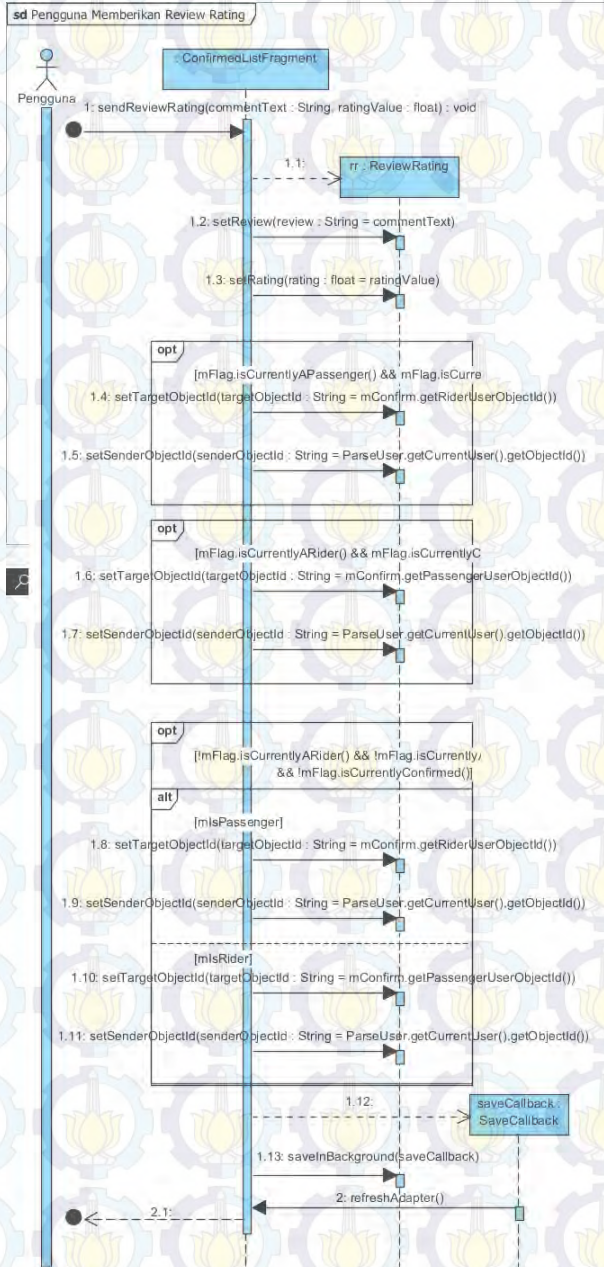 sd Pengguna Memberikan Review Rating
: ConfirmedListFragment
Pengguna
1: sendReviewRating(commentText : String, ratingValue : float) : void
1.1:
rr : ReviewRating
1.2: setReview(review : String = commentText)
1.3: setRating(rating : float = ratingValue)
opt
[mFlag.isCurrentlyAPassenger() && mFlag.isCurre
1.4: setTargetObjectId(targetObjectId : String = mConfirm.getRiderUserObjectId())
1.5: setSenderObjectId(senderObjectId : String = ParseUser.getCurrentUser().getObjectId())
opt
[mFlag.isCurrentlyARider() && mFlag.isCurrentlyC
1.6: setTargetObjectId(targetObjectId : String = mConfirm.getPassengerUserObjectId())
1.7: setSenderObjectId(senderObjectId : String = ParseUser.getCurrentUser().getObjectId())
opt
[!mFlag.isCurrentlyARider() && !mFlag.isCurrently
&& !mFlag.isCurrentlyConfirmed()]
alt
[mIsPassenger]
1.8: setTargetObjectId(targetObjectId : String = mConfirm.getRiderUserObjectId())
1.9: setSenderObjectId(senderObjectId : String = ParseUser.getCurrentUser().getObjectId())
[mIsRider]
1.10: setTargetObjectId(targetObjectId : String = mConfirm.getPassengerUserObjectId())
1.11: setSenderObjectId(senderObjectId : String = ParseUser.getCurrentUser().getObjectId())
1.12:
saveCallback :
SaveCallback
1.13: saveInBackground(saveCallback)
2: refreshAdapter()
2.1: